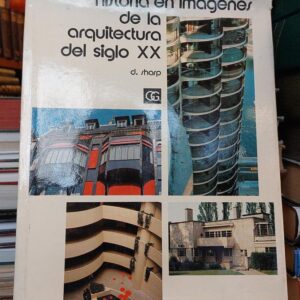 historia en imágenes
de la
arquitectura
del siglo XX
d. sharp
GG